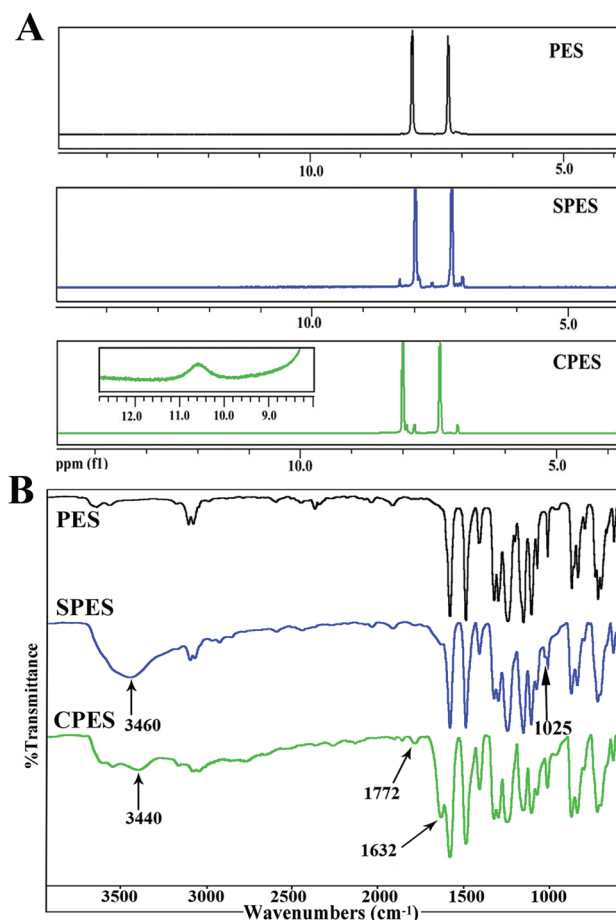 A
PES
10.0 5.0
SPES
10.0 5.0
CPES
12.0 11.0 10.0 9.0
ppm (f1) 10.0 5.0
B
PES
SPES
3460
1025
CPES
3440
1772
1632
%Transmittance
3500 3000 2500 2000 1500 1000
Wavenumbers (cm-1)